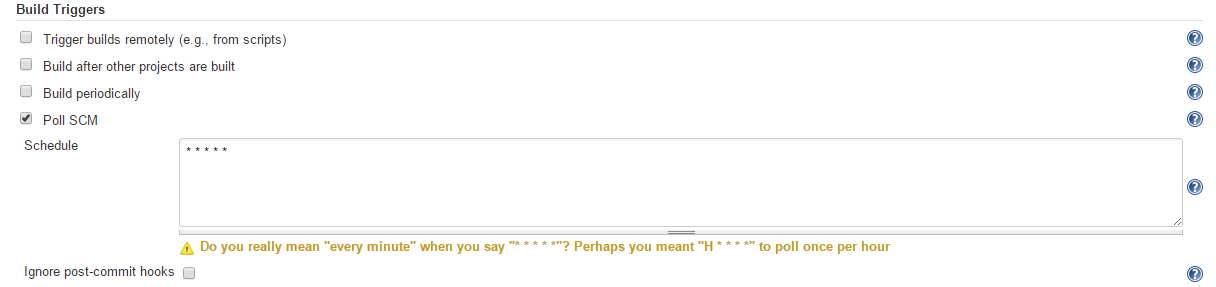 Build Triggers
Trigger builds remotely (e.g., from scripts)
Build after other projects are built
Build periodically
Poll SCM
Schedule
* * * * *
Do you really mean "every minute" when you say "* * * * *"? Perhaps you meant "H * * * *" to poll once per hour
Ignore post-commit hooks